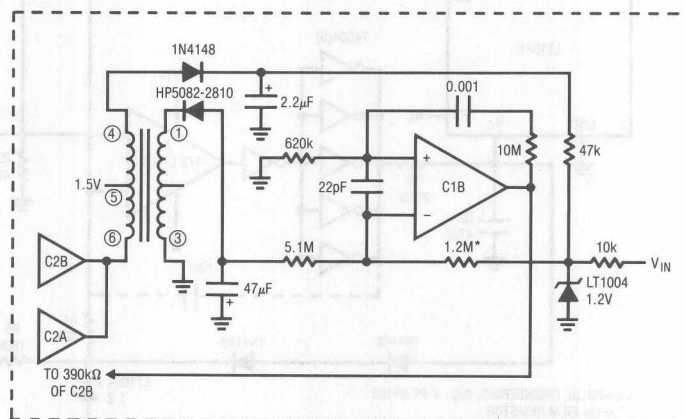 1N4148
HP5082-2810
+
2.2µF
0.001
4
1
620k
+
10M
47k
1.5V
5
22pF
C1B
−
6
3
5.1M
1.2M*
10k
VIN
C2B
47µF
+
LT1004
1.2V
C2A
TO 390kΩ
OF C2B